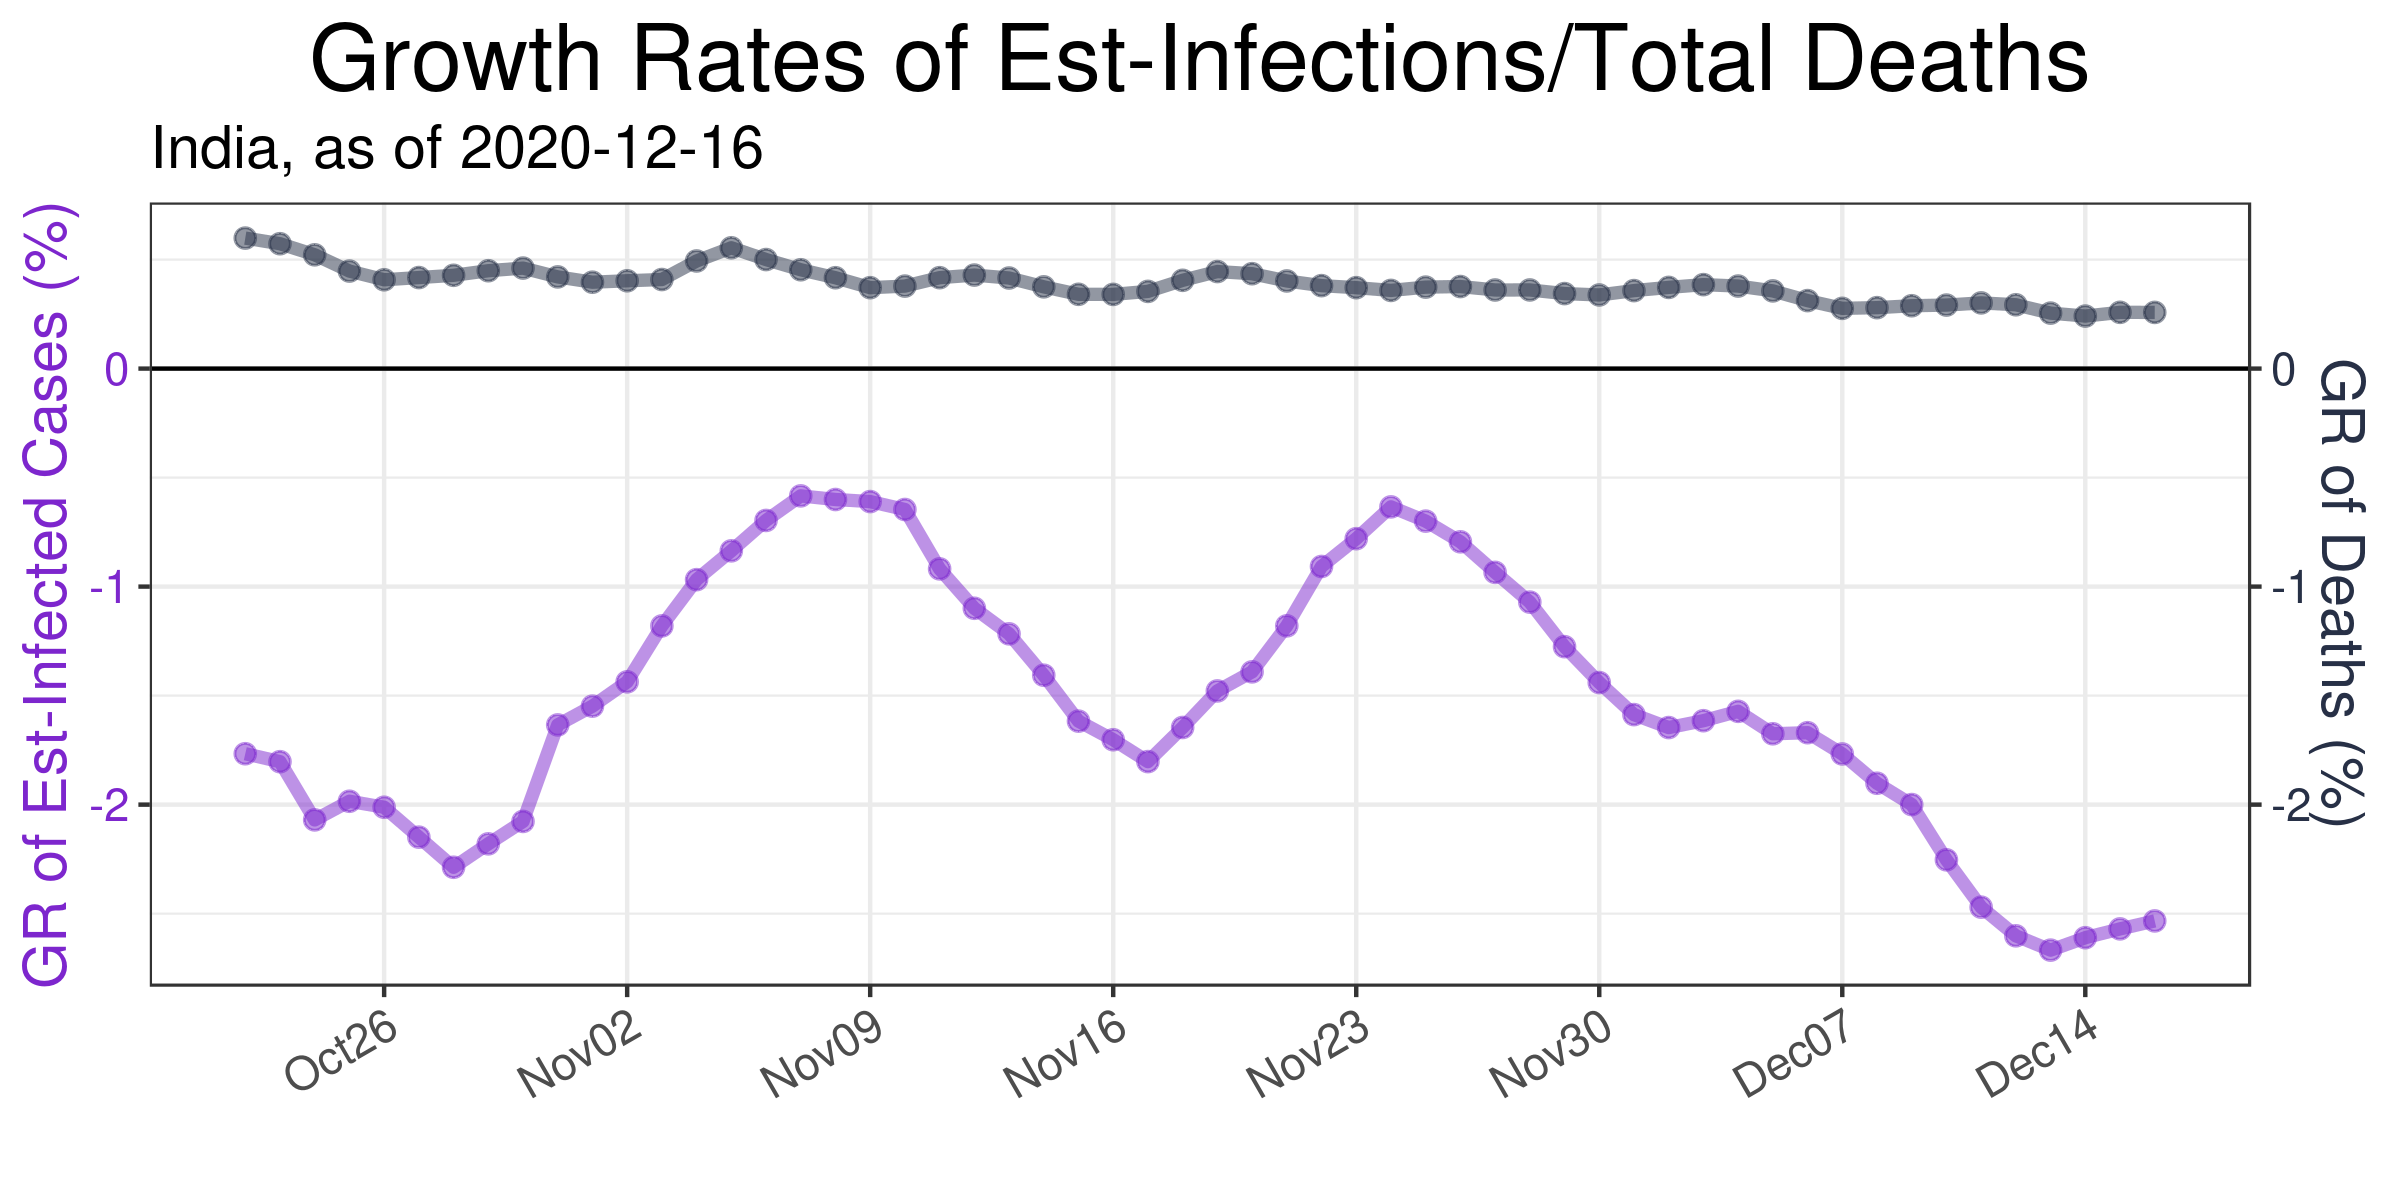 Growth Rates of Est-Infections/Total Deaths
India, as of 2020-12-16
GR of Est-Infected Cases (%)
0
-1
-2
0
-1
-2
GR of Deaths (%)
Oct26
Nov02
Nov09
Nov16
Nov23
Nov30
Dec07
Dec14